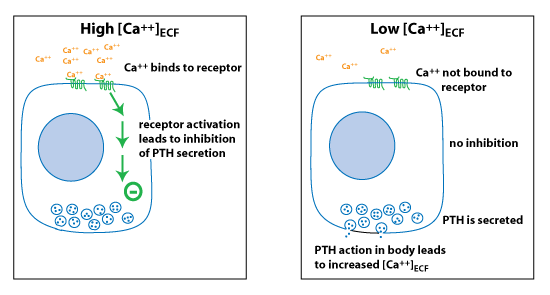 High [Ca⁺⁺]ECF
Ca⁺⁺
Ca⁺⁺
Ca⁺⁺
Ca⁺⁺
Ca⁺⁺
Ca⁺⁺
Ca⁺⁺
Ca⁺⁺
Ca⁺⁺
Ca⁺⁺ binds to receptor
receptor activation
leads to inhibition
of PTH secretion
Low [Ca⁺⁺]ECF
Ca⁺⁺
Ca⁺⁺
Ca⁺⁺
Ca⁺⁺
Ca⁺⁺ not bound to
receptor
no inhibition
PTH is secreted
PTH action in body leads
to increased [Ca⁺⁺]ECF